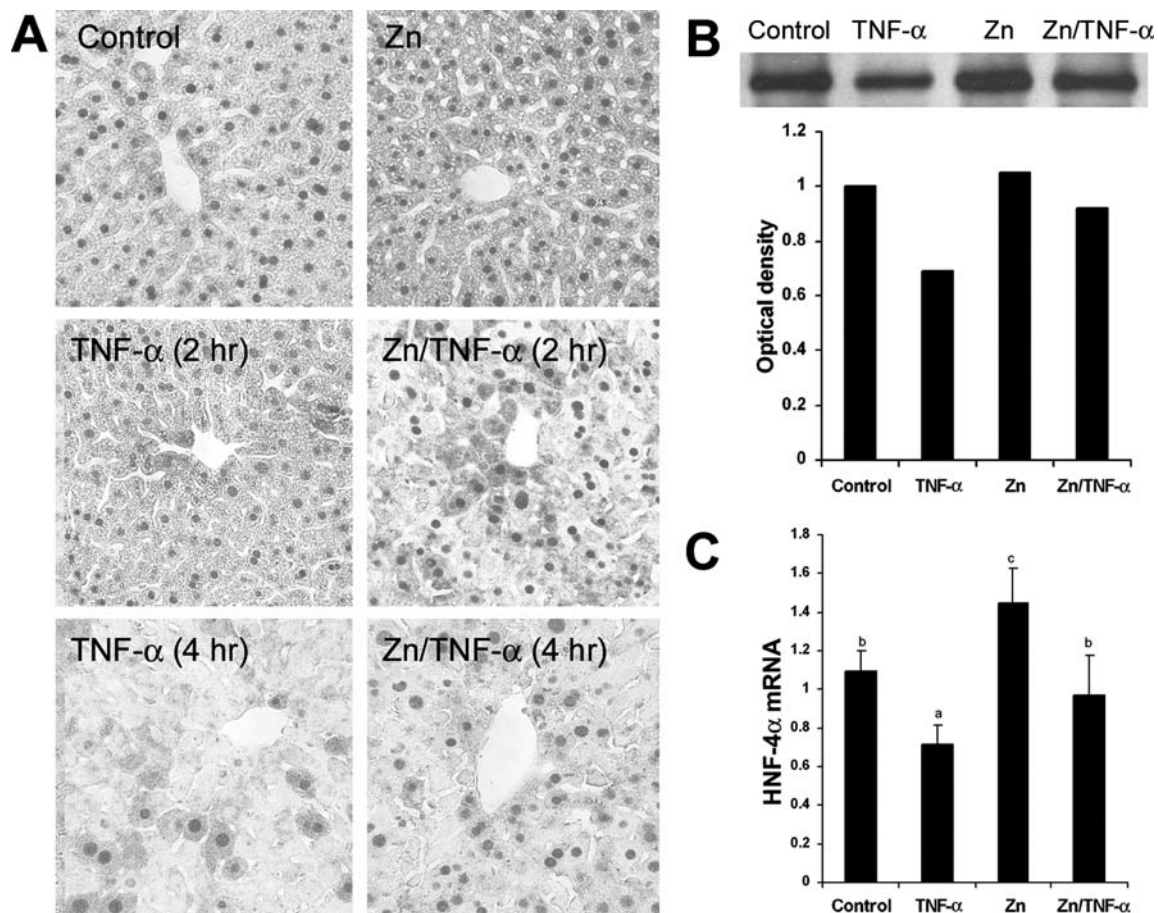 A
Control
Zn
TNF-α (2 hr)
Zn/TNF-α (2 hr)
TNF-α (4 hr)
Zn/TNF-α (4 hr)
B
Control TNF-α Zn Zn/TNF-α
1.2
1
0.8
0.6
0.4
0.2
0
Optical density
Control TNF-α Zn Zn/TNF-α
C
1.8
1.6
1.4
1.2
1
0.8
0.6
0.4
0.2
0
HNF-4α mRNA
b
a
c
b
Control TNF-α Zn Zn/TNF-α